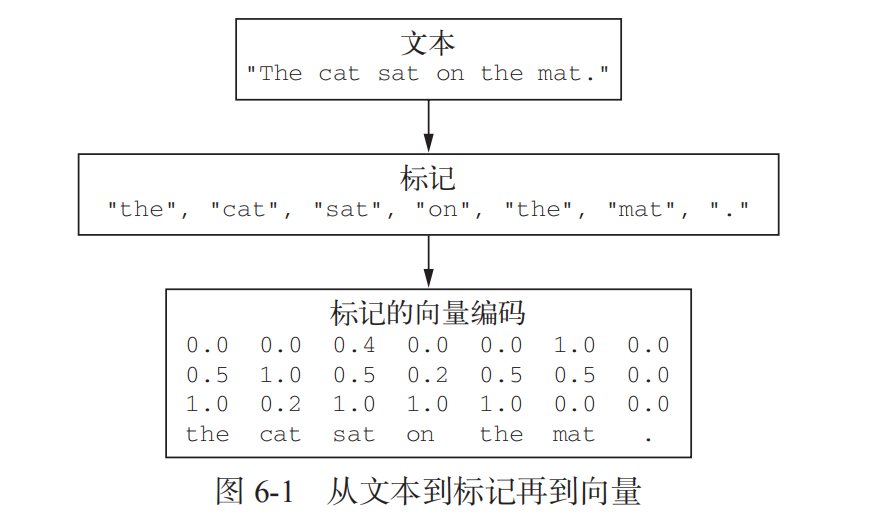 文本
"The cat sat on the mat."
标记
"the", "cat", "sat", "on", "the", "mat", "."
标记的向量编码
0.0 0.0 0.4 0.0 0.0 1.0 0.0
0.5 1.0 0.5 0.2 0.5 0.5 0.0
1.0 0.2 1.0 1.0 1.0 0.0 0.0
the cat sat on the mat .
图 6-1 从文本到标记再到向量